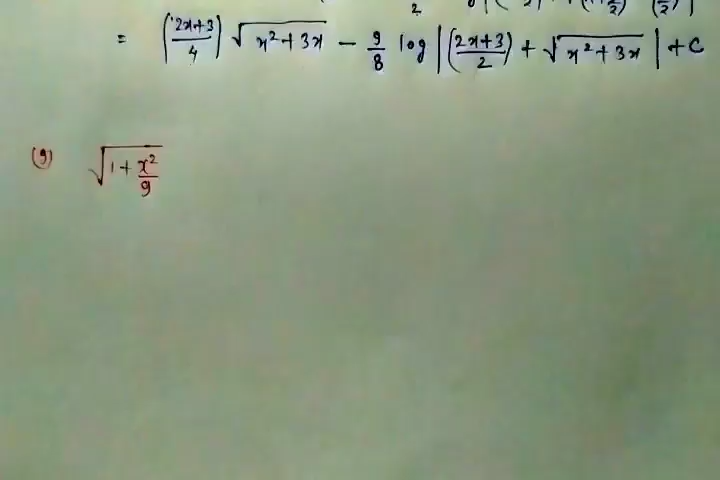 = (2x+3/4) √x²+3x − 9/8 log |(2x+3/2) + √x²+3x| + C
(9) √1 + x²/9